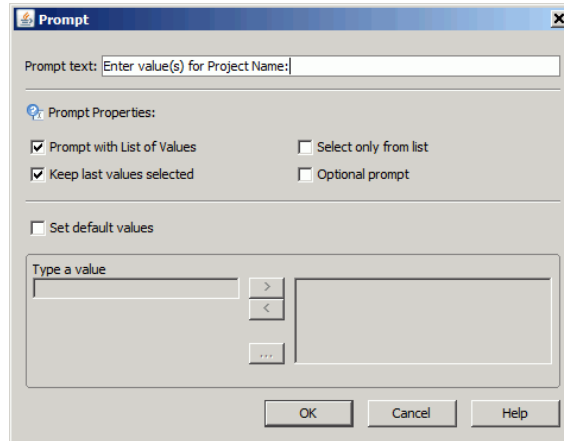 Prompt
Prompt text: Enter value(s) for Project Name:
Prompt Properties:
Prompt with List of Values
Select only from list
Keep last values selected
Optional prompt
Set default values
Type a value
>
<
...
OK
Cancel
Help